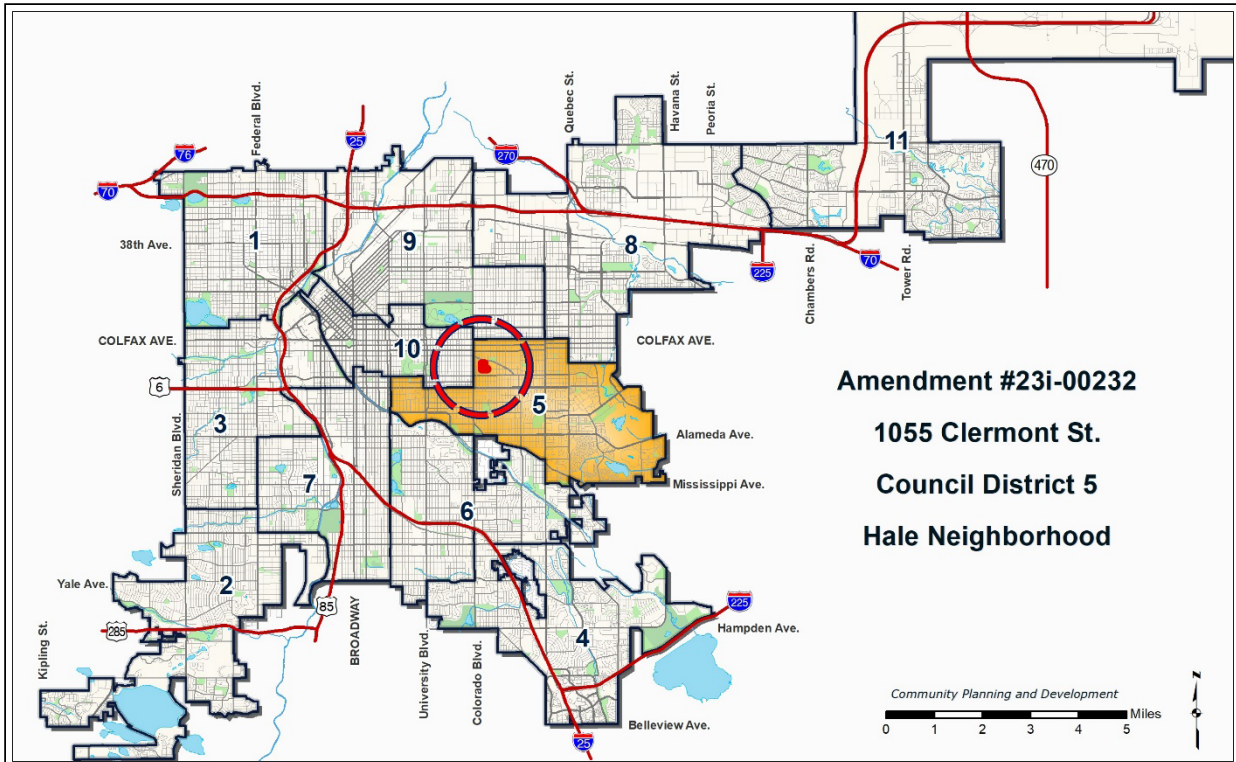 Federal Blvd.
Quebec St.
Havana St.
Peoria St.
76
25
270
70
11
470
1
9
8
38th Ave.
225
70
Chambers Rd.
Tower Rd.
COLFAX AVE.
COLFAX AVE.
10
6
5
3
Sheridan Blvd.
Alameda Ave.
Mississippi Ave.
7
6
Yale Ave.
2
85
BROADWAY
University Blvd.
Colorado Blvd.
4
225
Hampden Ave.
285
Kipling St.
Belleview Ave.
25
Amendment #23i-00232
1055 Clermont St.
Council District 5
Hale Neighborhood
Community Planning and Development
Miles
0 1 2 3 4 5
N